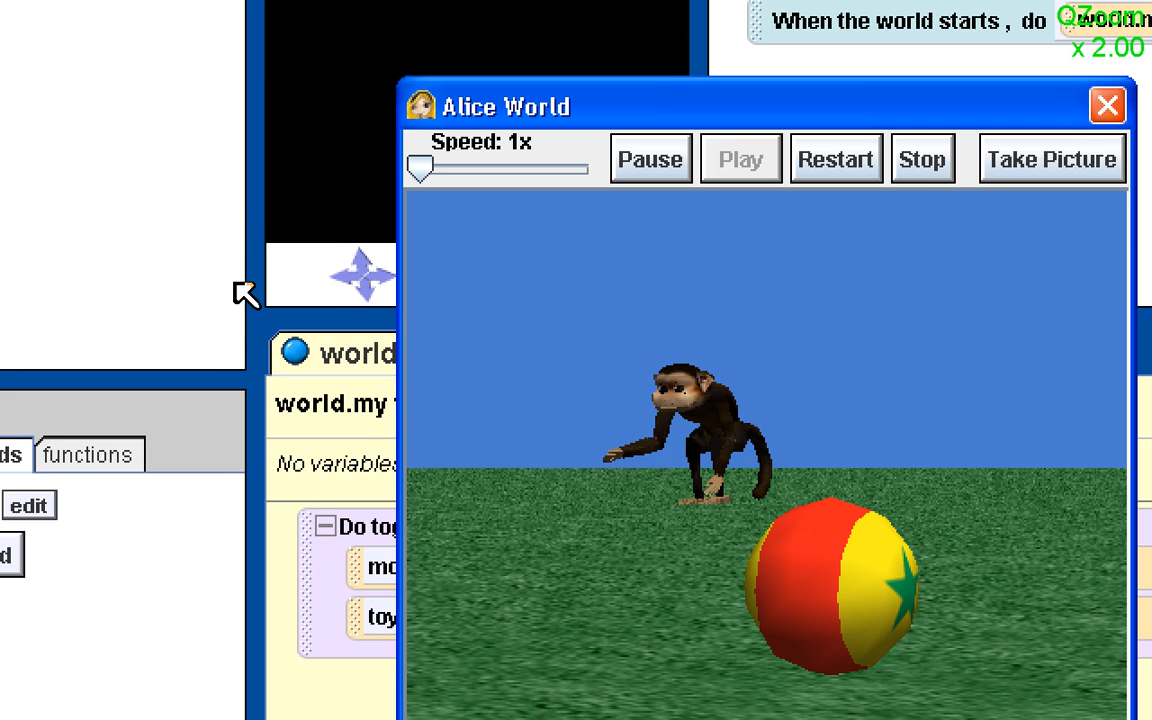 When the world starts , do world.m
QZoom
x 2.00
Alice World
Speed: 1x
Pause Play Restart Stop Take Picture
world
world.my
No variables
ds functions
edit
d
Do tog
mo
toy